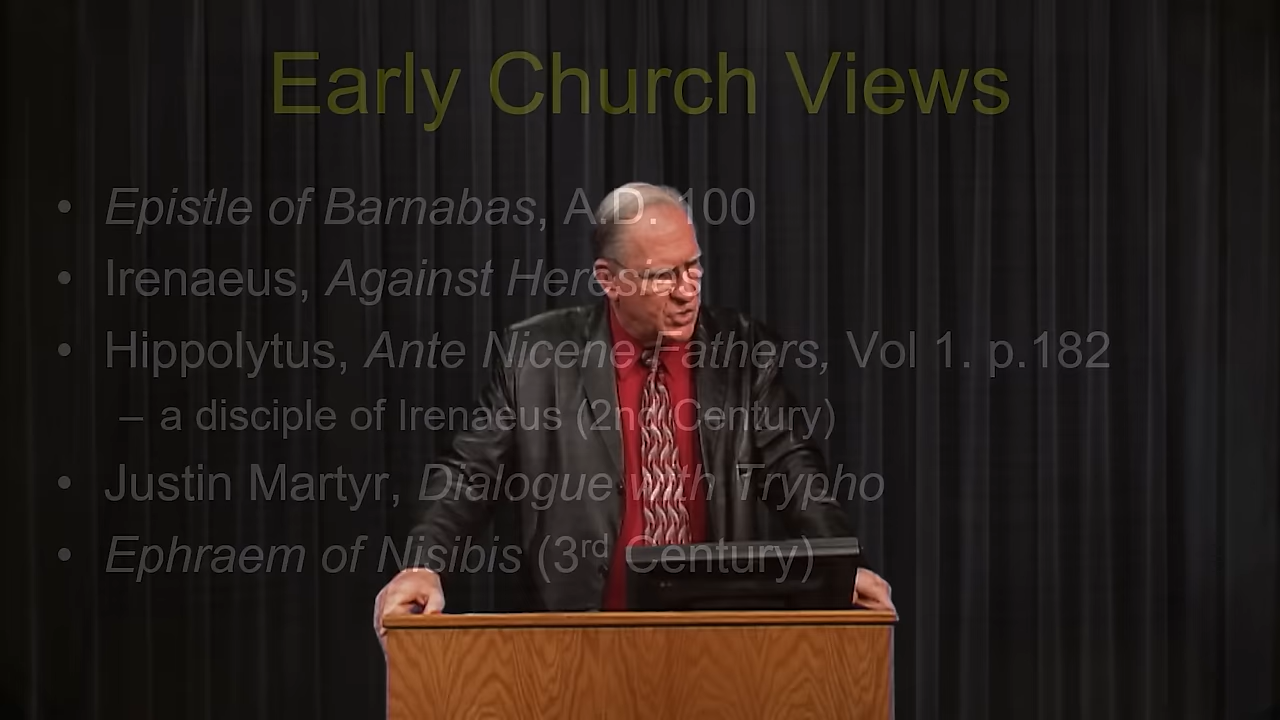 Early Church Views
• Epistle of Barnabas, A.D. 100
• Irenaeus, Against Heresies
• Hippolytus, Ante Nicene Fathers, Vol 1. p.182
– a disciple of Irenaeus (2nd Century)
• Justin Martyr, Dialogue with Trypho
• Ephraem of Nisibis (3rd Century)